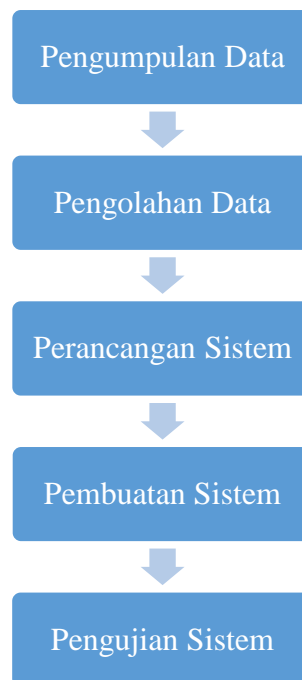 Pengumpulan Data
Pengolahan Data
Perancangan Sistem
Pembuatan Sistem
Pengujian Sistem